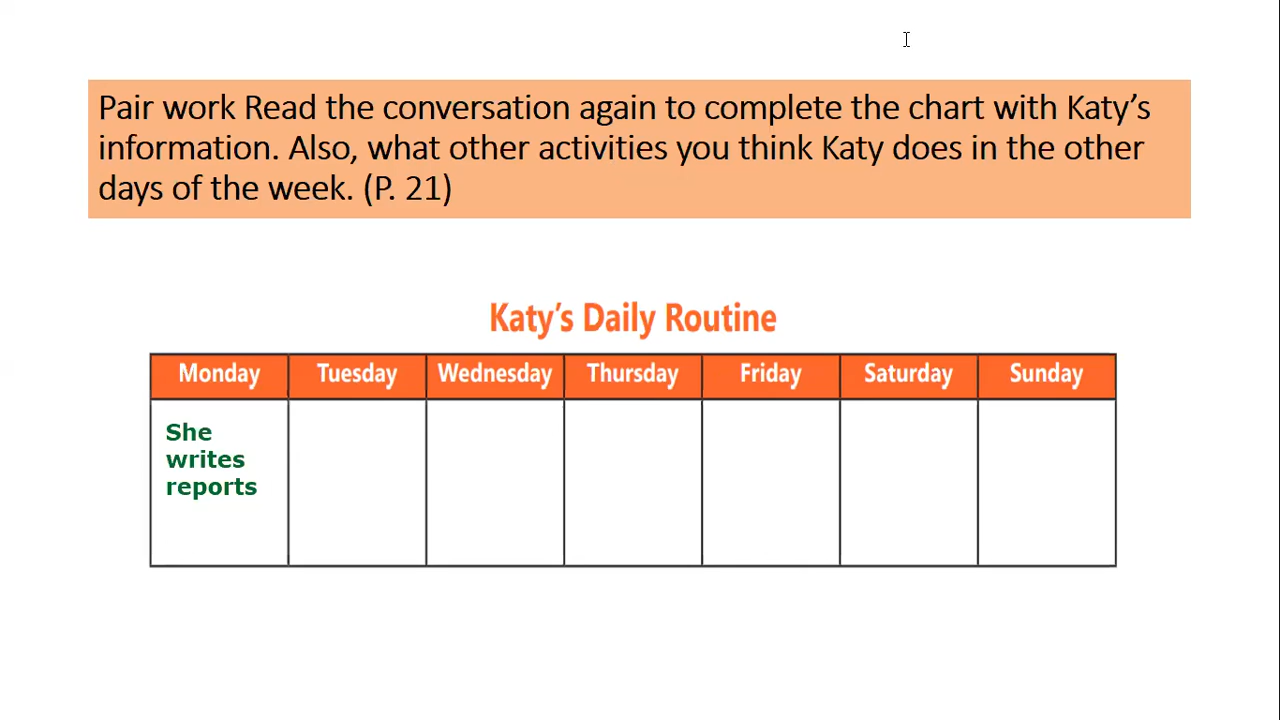 Pair work Read the conversation again to complete the chart with Katy’s
information. Also, what other activities you think Katy does in the other
days of the week. (P. 21)
Katy’s Daily Routine
Monday Tuesday Wednesday Thursday Friday Saturday Sunday
She
writes
reports